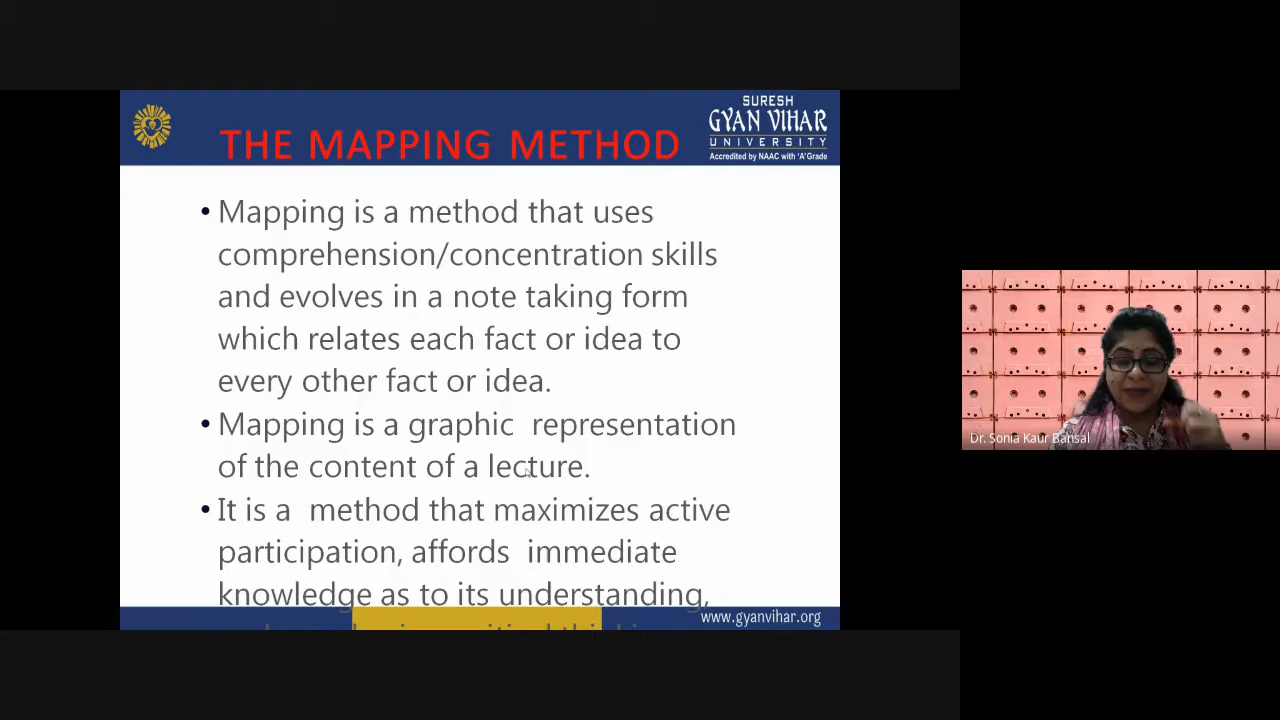 SURESH
GYAN VIHAR
UNIVERSITY
Accredited by NAAC with 'A' Grade
THE MAPPING METHOD
• Mapping is a method that uses
comprehension/concentration skills
and evolves in a note taking form
which relates each fact or idea to
every other fact or idea.
• Mapping is a graphic representation
of the content of a lecture.
• It is a method that maximizes active
participation, affords immediate
knowledge as to its understanding,
www.gyanvihar.org
Dr. Sonia Kaur Bansal